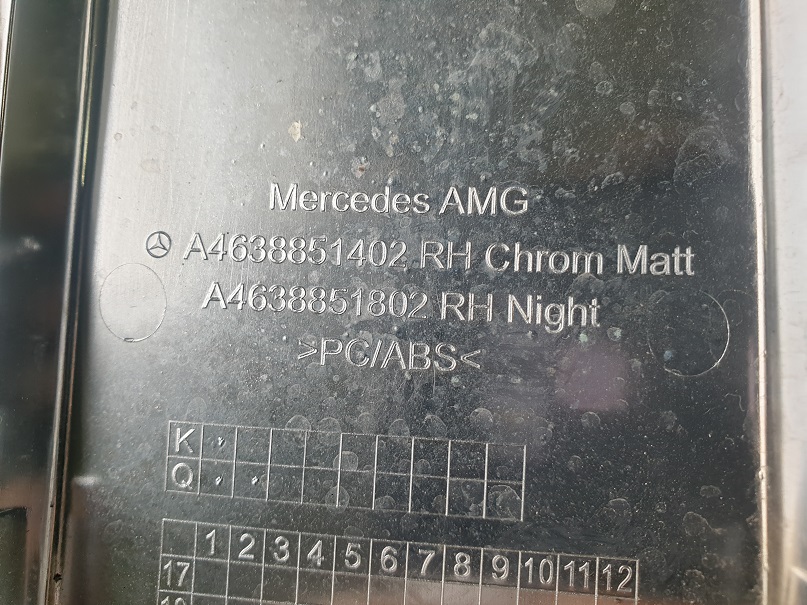 Mercedes AMG
A4638851402 RH Chrom Matt
A4638851802 RH Night
>PC/ABS<
K
Q
1 2 3 4 5 6 7 8 9 10 11 12
17